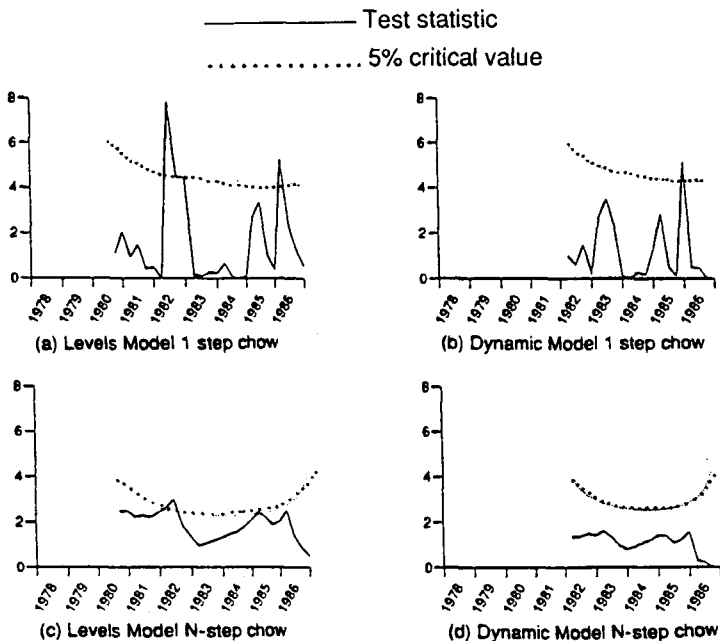 Test statistic
5% critical value
8
6
4
2
0
1978 1979 1980 1981 1982 1983 1984 1985 1986
(a) Levels Model 1 step chow
8
6
4
2
0
1978 1979 1980 1981 1982 1983 1984 1985 1986
(b) Dynamic Model 1 step chow
8
6
4
2
0
1978 1979 1980 1981 1982 1983 1984 1985 1986
(c) Levels Model N-step chow
8
6
4
2
0
1978 1979 1980 1981 1982 1983 1984 1985 1986
(d) Dynamic Model N-step chow